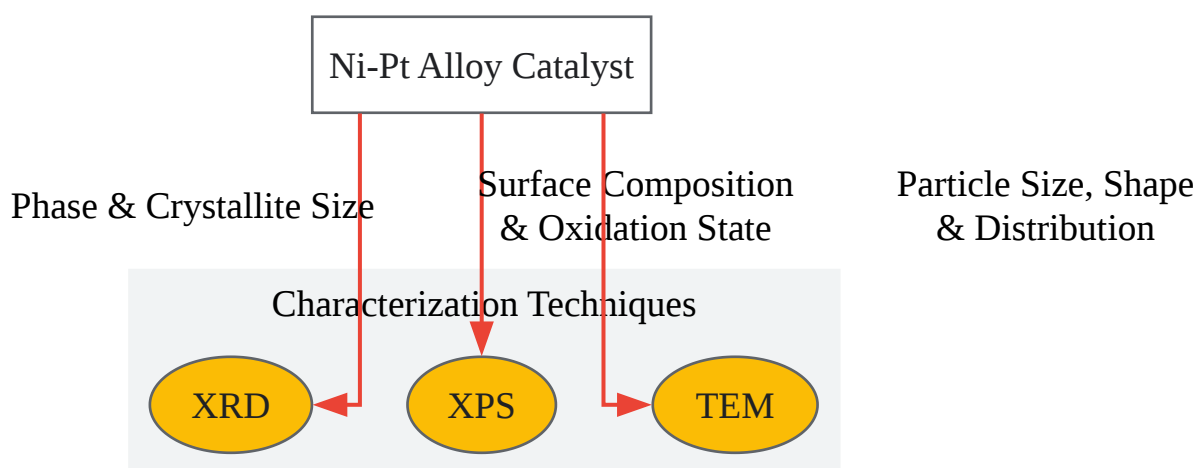 Ni-Pt Alloy Catalyst
Phase & Crystallite Size
Surface Composition
& Oxidation State
Particle Size, Shape
& Distribution
Characterization Techniques
XRD
XPS
TEM